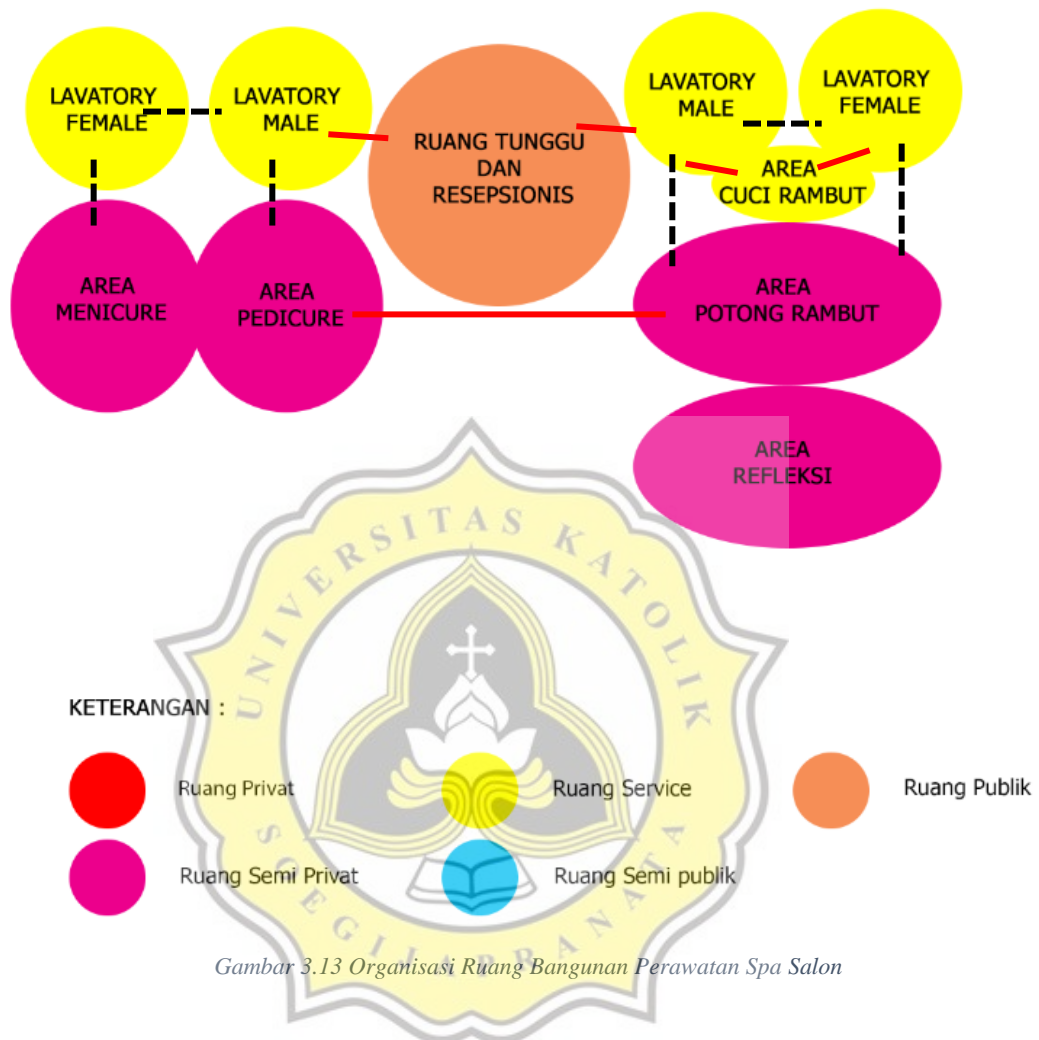 LAVATORY
FEMALE
LAVATORY
MALE
RUANG TUNGGU
DAN
RESEPSIONIS
LAVATORY
MALE
LAVATORY
FEMALE
AREA
CUCI RAMBUT
AREA
MENICURE
AREA
PEDICURE
AREA
POTONG RAMBUT
AREA
REFLEKSI
UNIVERSITAS KATOLIK
SOEGIJAPRANATA
KETERANGAN :
Ruang Privat
Ruang Service
Ruang Publik
Ruang Semi Privat
Ruang Semi publik
Gambar 3.13 Organisasi Ruang Bangunan Perawatan Spa Salon